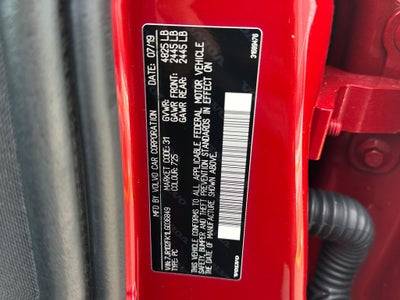 MFD BY VOLVO CAR CORPORATION DATE: 07/19
GVWR: 4825 LB
MARKET CODE: 31 GAWR FRONT: 2445 LB
COLOUR: 725 GAWR REAR: 2445 LB
THIS VEHICLE CONFORMS TO ALL APPLICABLE FEDERAL MOTOR VEHICLE
SAFETY, BUMPER AND THEFT PREVENTION STANDARDS IN EFFECT ON
THE DATE OF MANUFACTURE SHOWN ABOVE.
TYPE: PC
VOLVO